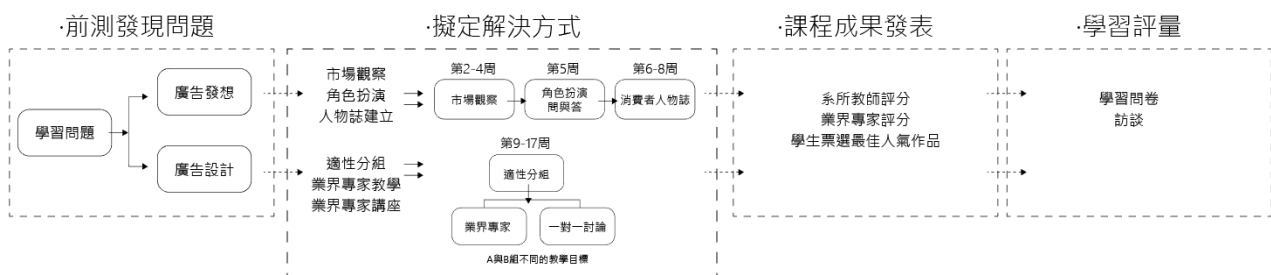 ·前測發現問題
學習問題
廣告發想
廣告設計
·擬定解決方式
市場觀察
角色扮演
人物誌建立
第2-4周
市場觀察
第5周
角色扮演
問與答
第6-8周
消費者人物誌
適性分組
業界專家教學
業界專家講座
第9-17周
適性分組
業界專家
一對一討論
A與B組不同的教學目標
·課程成果發表
系所教師評分
業界專家評分
學生票選最佳人氣作品
·學習評量
學習問卷
訪談